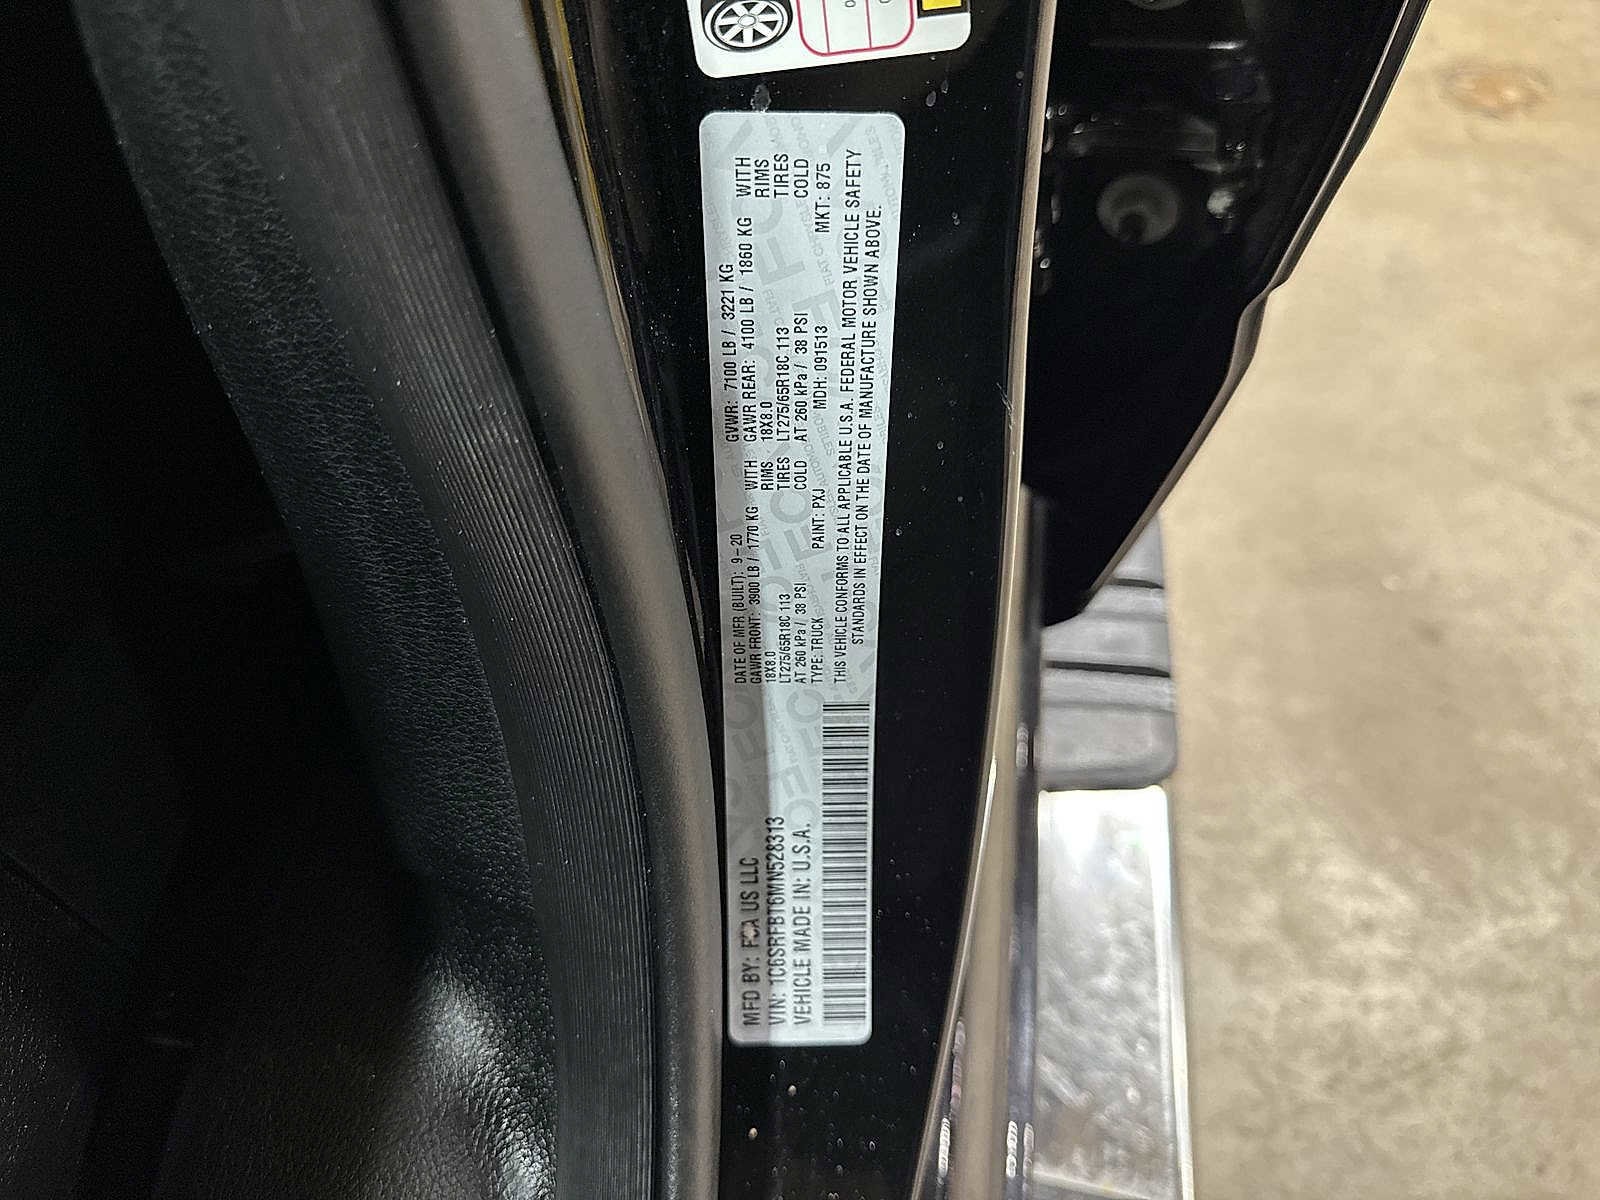 MFD BY: FCA US LLC
VIN: 1C6SRFBT6MN528313
VEHICLE MADE IN: U.S.A.
DATE OF MFR (BUILT): 9-20 GVWR: 7100 LB / 3221 KG
GAWR FRONT: 3900 LB / 1770 KG WITH GAWR REAR: 4100 LB / 1860 KG WITH
18X8.0 RIMS 18X8.0 RIMS
LT275/65R18C 113 TIRES LT275/65R18C 113 TIRES
AT 260 kPa / 38 PSI COLD AT 260 kPa / 38 PSI COLD
TYPE: TRUCK PAINT: PXJ MDH: 091513 MKT: 875
THIS VEHICLE CONFORMS TO ALL APPLICABLE U.S.A. FEDERAL MOTOR VEHICLE SAFETY
STANDARDS IN EFFECT ON THE DATE OF MANUFACTURE SHOWN ABOVE.